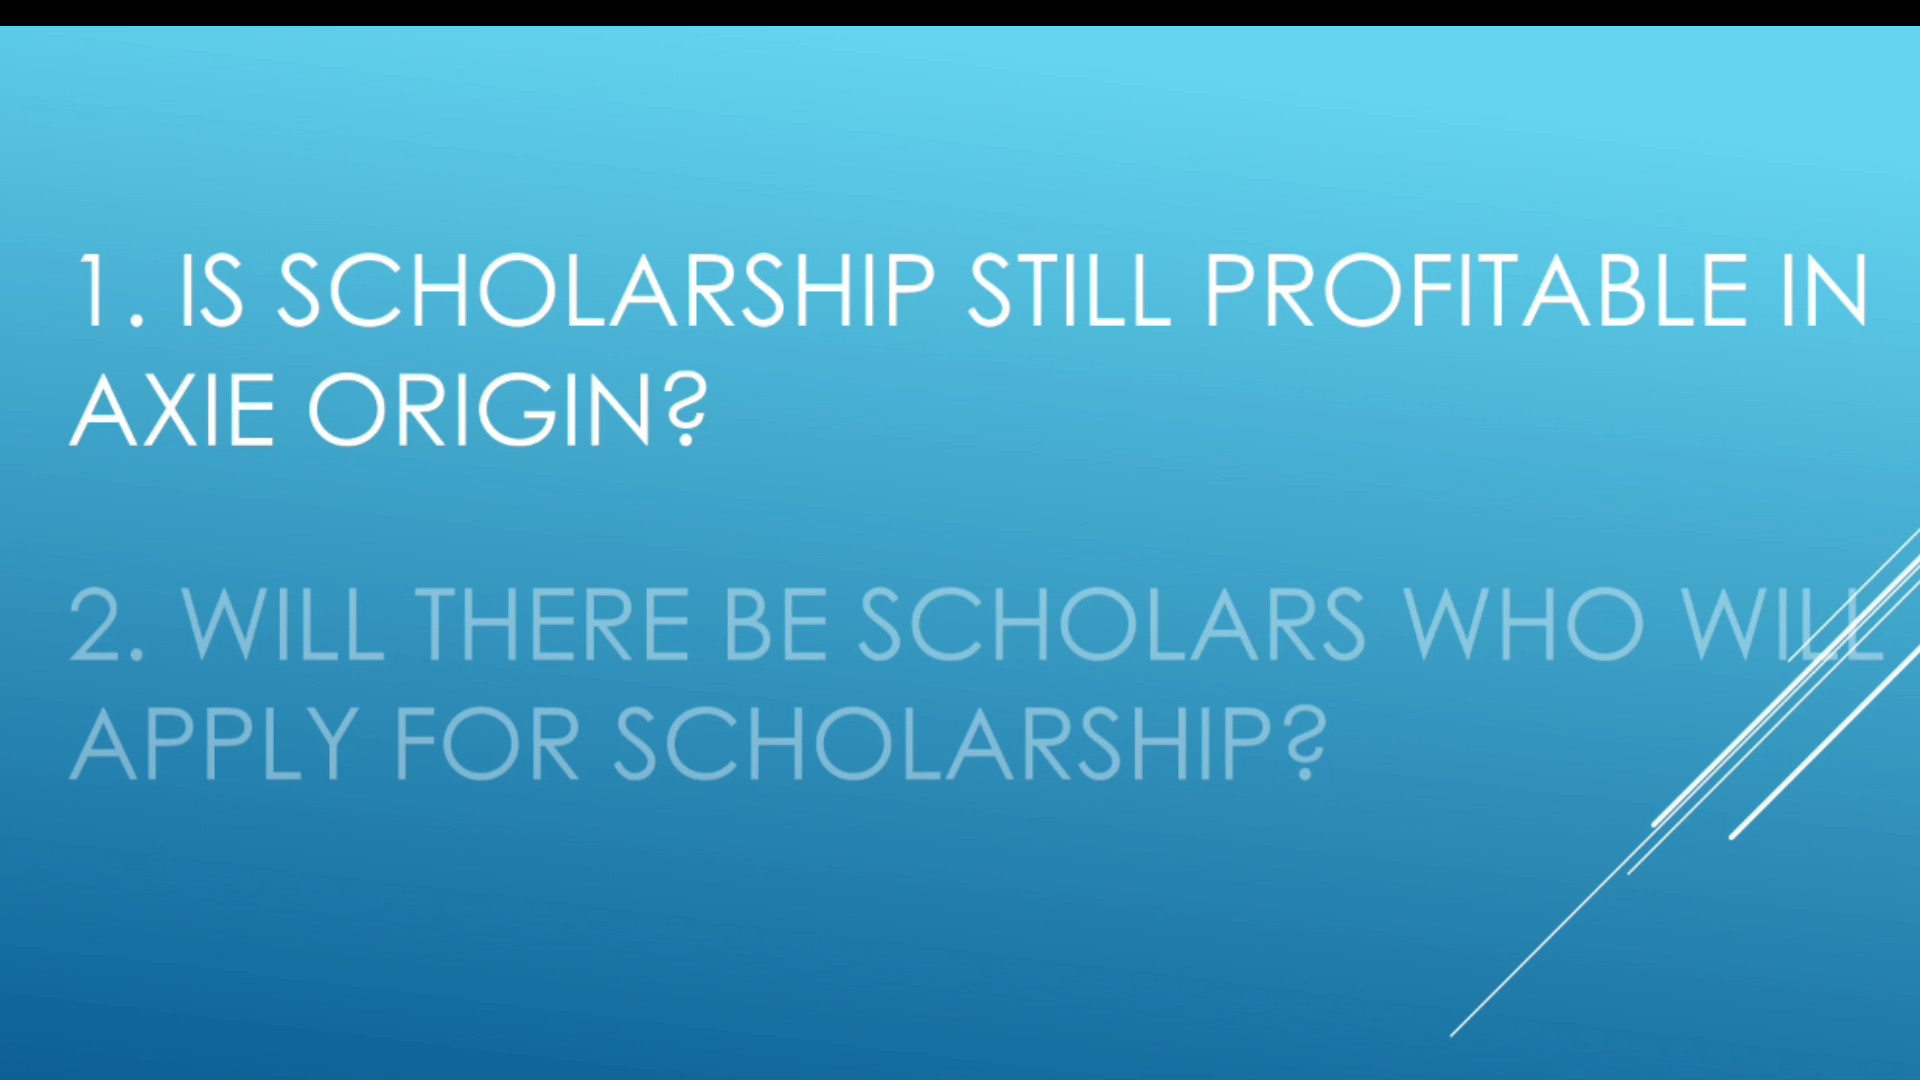 1. IS SCHOLARSHIP STILL PROFITABLE IN
AXIE ORIGIN?
2. WILL THERE BE SCHOLARS WHO WILL
APPLY FOR SCHOLARSHIP?